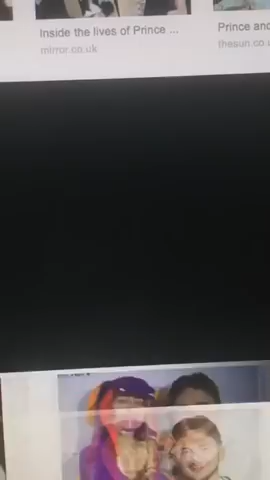 Inside the lives of Prince ...
mirror.co.uk
Prince and
thesun.co.u